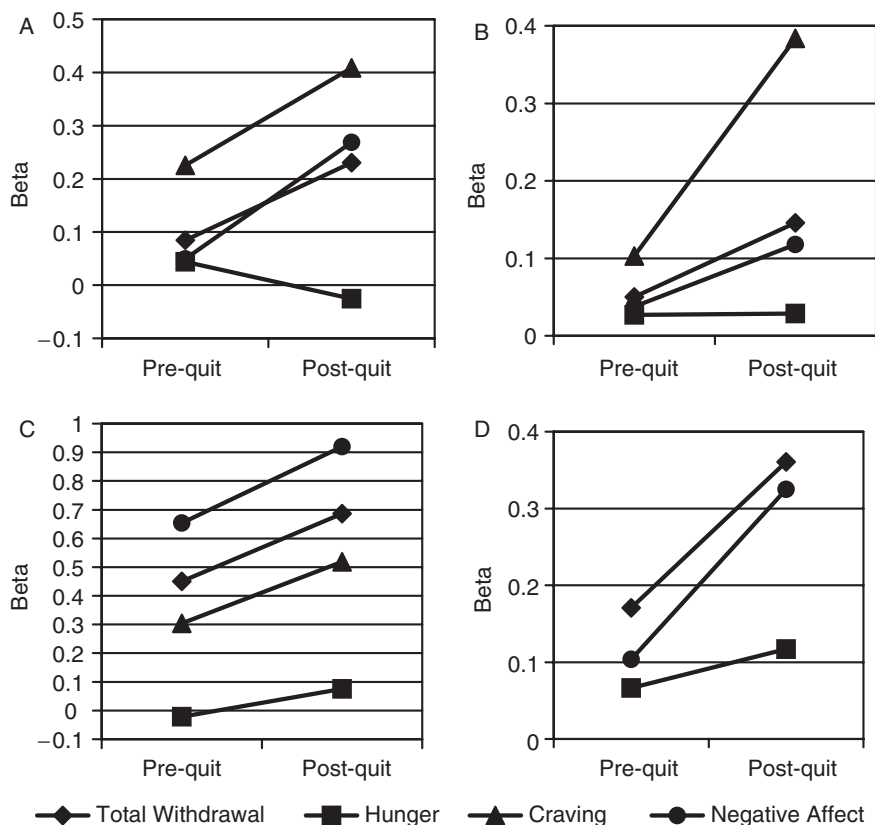 A
0.5
0.4
0.3
0.2
0.1
0
−0.1
Beta
Pre-quit Post-quit
B
0.4
0.3
0.2
0.1
0
Beta
Pre-quit Post-quit
C
1
0.9
0.8
0.7
0.6
0.5
0.4
0.3
0.2
0.1
0
−0.1
Beta
Pre-quit Post-quit
D
0.4
0.3
0.2
0.1
0
Beta
Pre-quit Post-quit
Total Withdrawal Hunger Craving Negative Affect